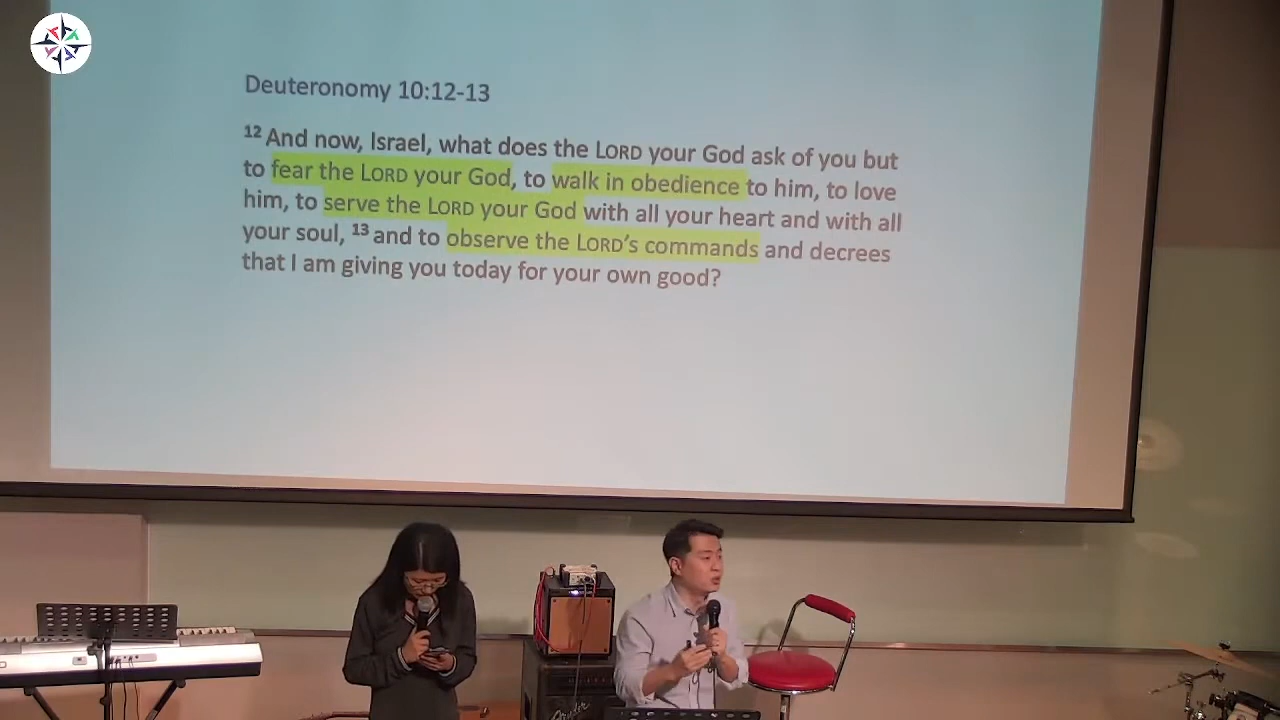 Deuteronomy 10:12-13
12 And now, Israel, what does the LORD your God ask of you but
to fear the LORD your God, to walk in obedience to him, to love
him, to serve the LORD your God with all your heart and with all
your soul, 13 and to observe the LORD's commands and decrees
that I am giving you today for your own good?
Fender